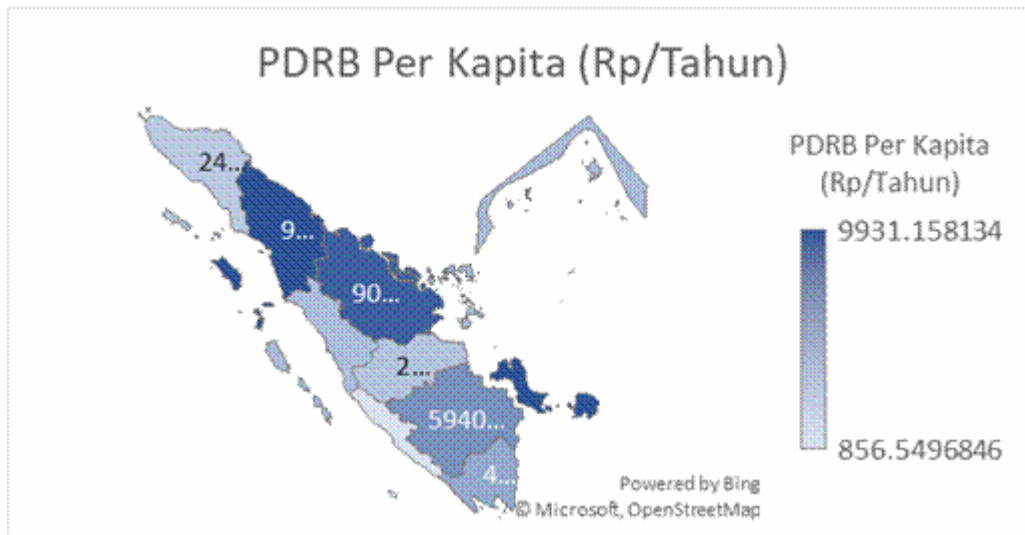 PDRB Per Kapita (Rp/Tahun)
24...
9...
90...
2...
5940...
4...
PDRB Per Kapita
(Rp/Tahun)
9931.158134
856.5496846
Powered by Bing
© Microsoft, OpenStreetMap